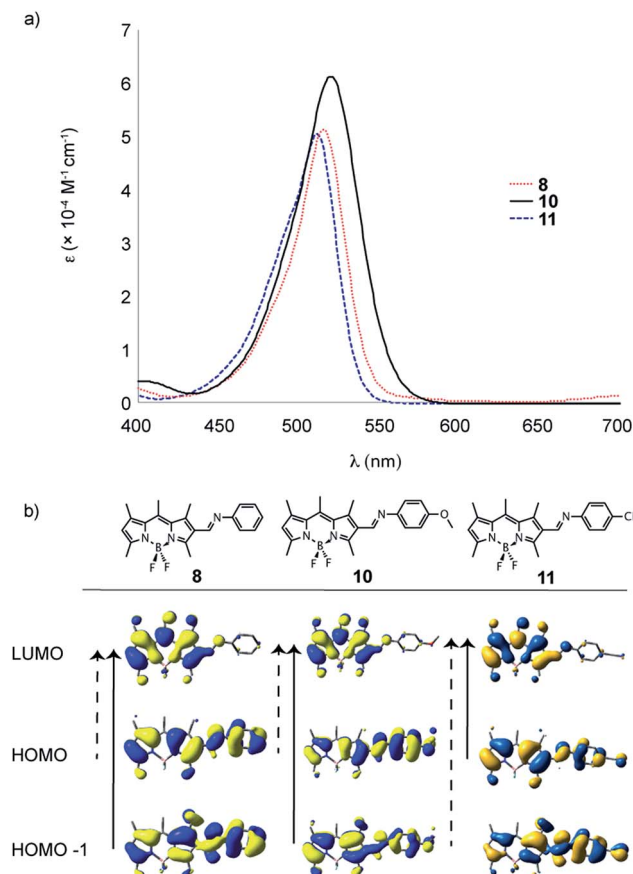 a)
7
6
5
4
3
2
1
0
ε (× 10⁻⁴ M⁻¹ cm⁻¹)
8
10
11
400 450 500 550 600 650 700
λ (nm)
b)
N N N B F F
N N N O B F F
N N N Cl B F F
8 10 11
LUMO
HOMO
HOMO -1